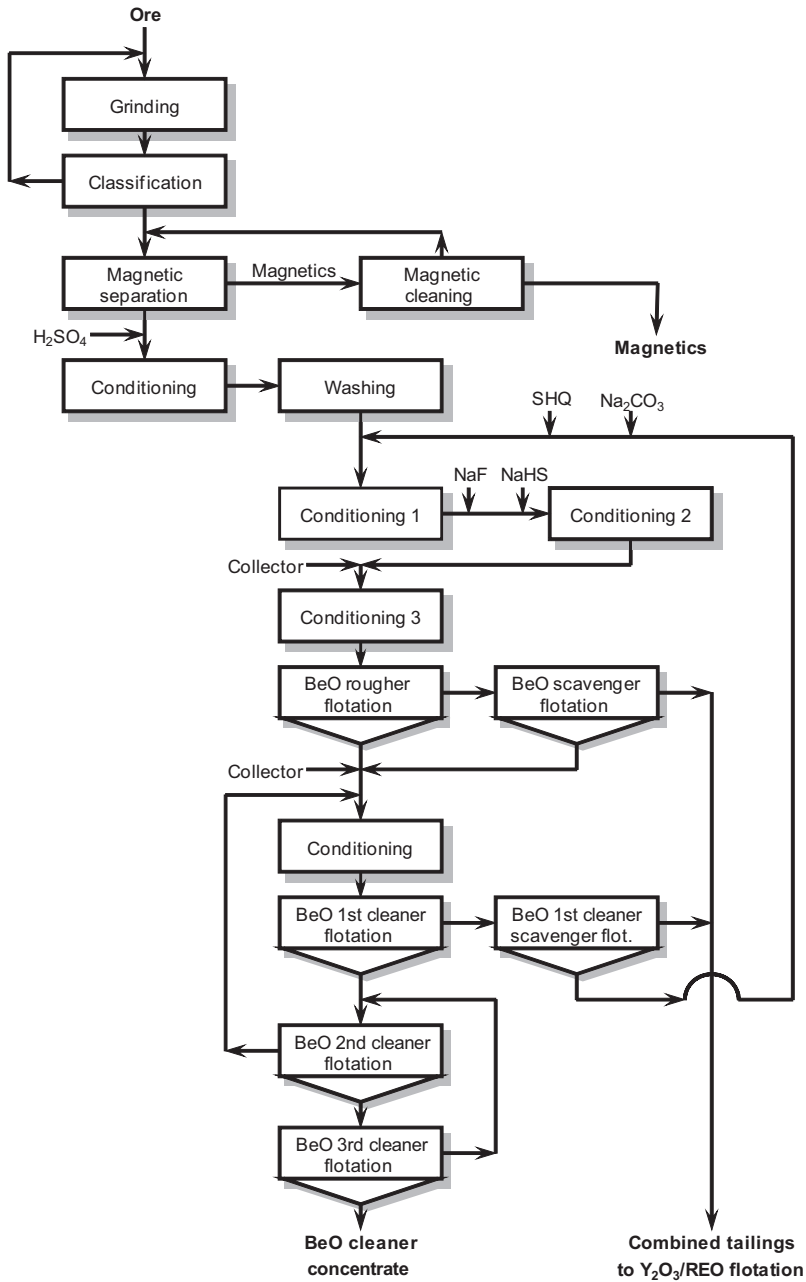 Ore
Grinding
Classification
Magnetic
separation
Magnetics
Magnetic
cleaning
Magnetics
H₂SO₄
Conditioning
Washing
SHQ
Na₂CO₃
Conditioning 1
NaF
NaHS
Conditioning 2
Collector
Conditioning 3
BeO rougher
flotation
BeO scavenger
flotation
Collector
Conditioning
BeO 1st cleaner
flotation
BeO 1st cleaner
scavenger flot.
BeO 2nd cleaner
flotation
BeO 3rd cleaner
flotation
BeO cleaner
concentrate
Combined tailings
to Y₂O₃/REO flotation